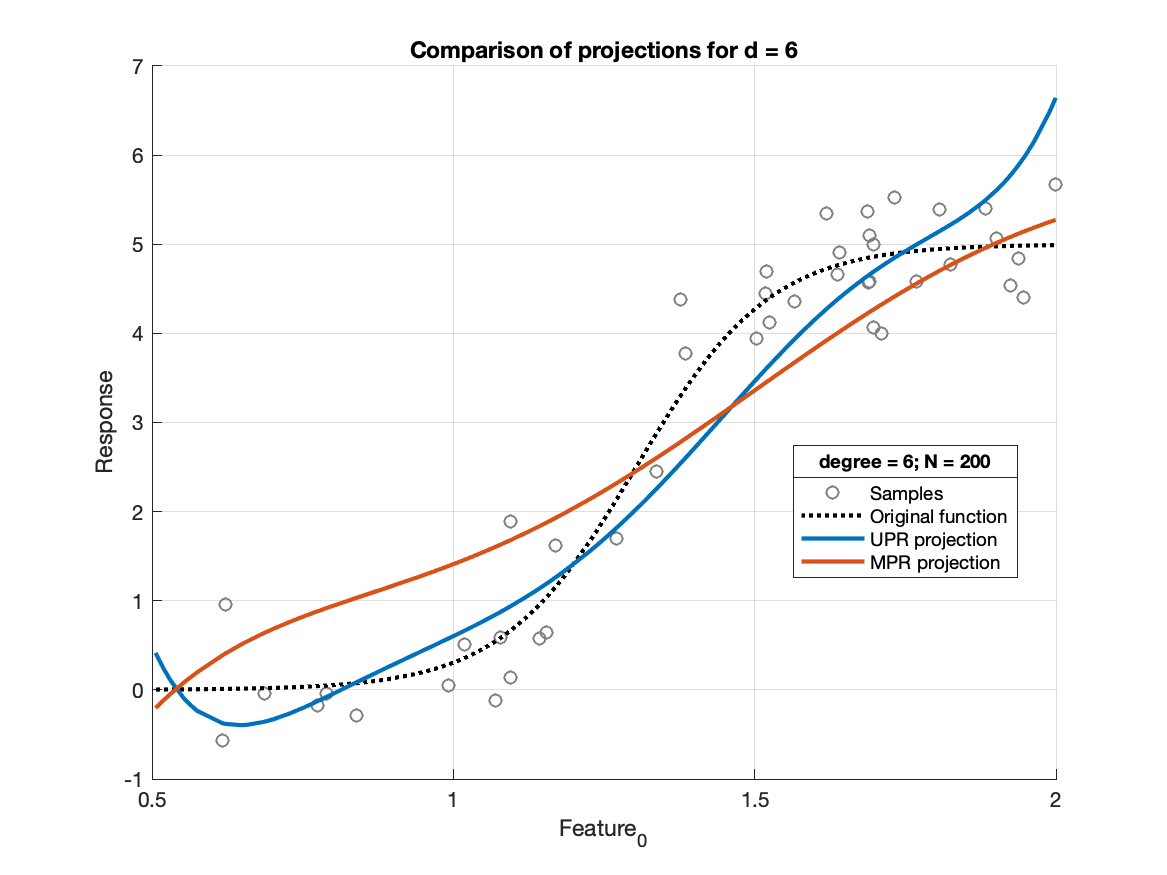 Comparison of projections for d = 6
7
6
5
4
3
2
1
0
-1
Response
0.5
1
1.5
2
Feature₀
degree = 6; N = 200
Samples
Original function
UPR projection
MPR projection